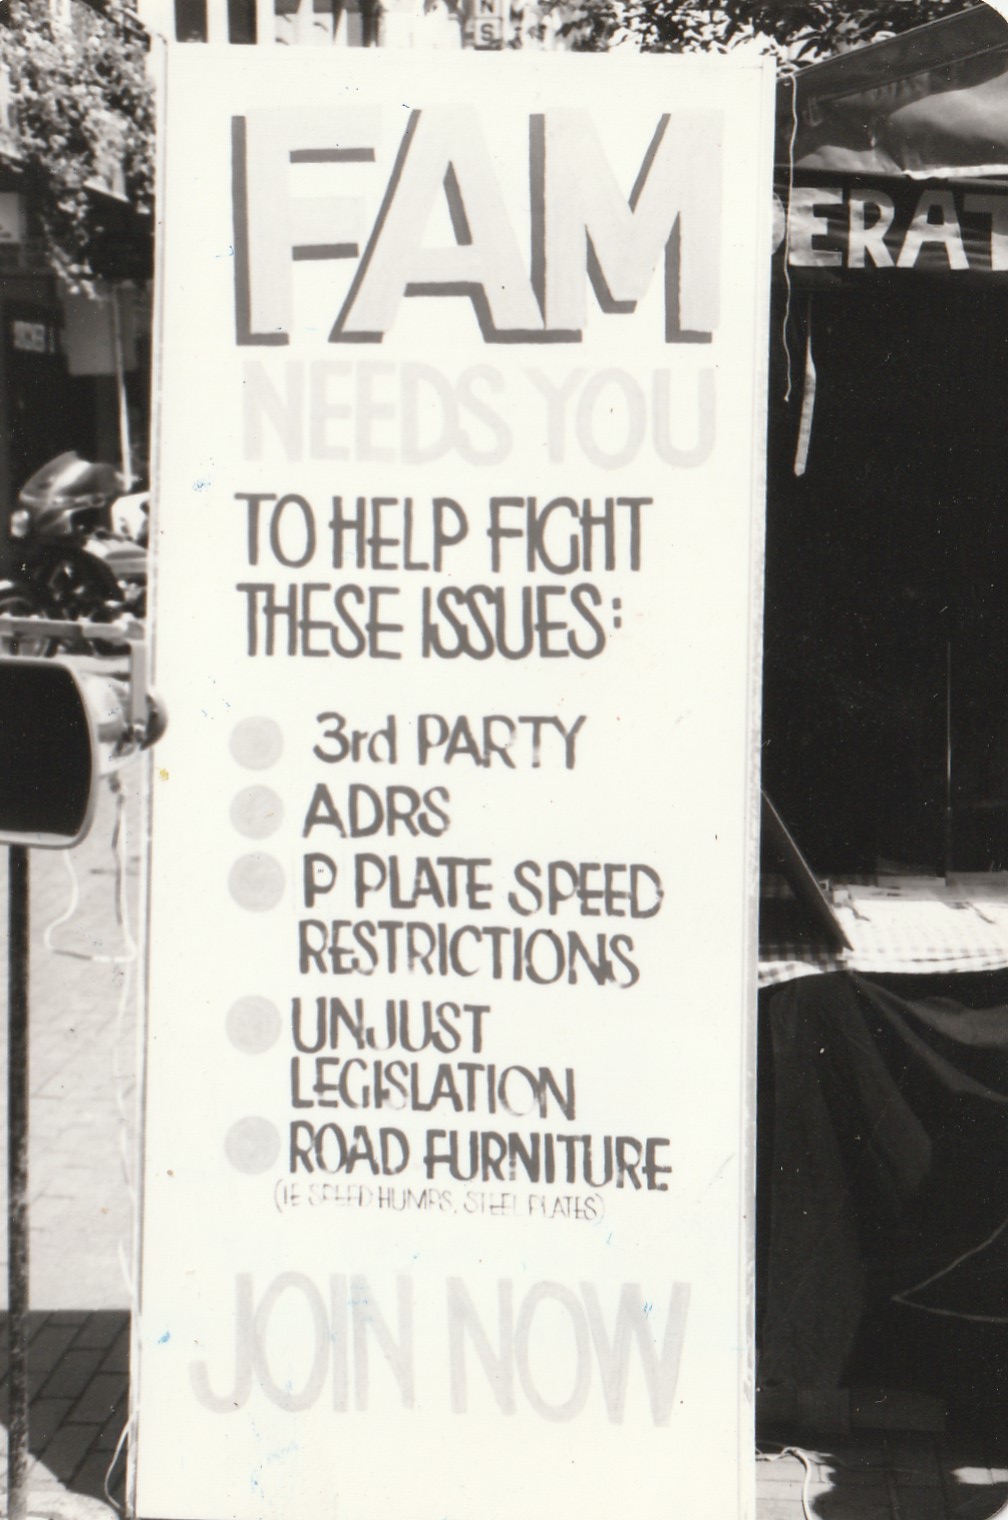 FAM
NEEDS YOU
TO HELP FIGHT
THESE ISSUES:
3rd PARTY
ADRS
P PLATE SPEED
RESTRICTIONS
UNJUST
LEGISLATION
ROAD FURNITURE
(IE SPEED HUMPS, STEEL PLATES)
JOIN NOW
ERAT